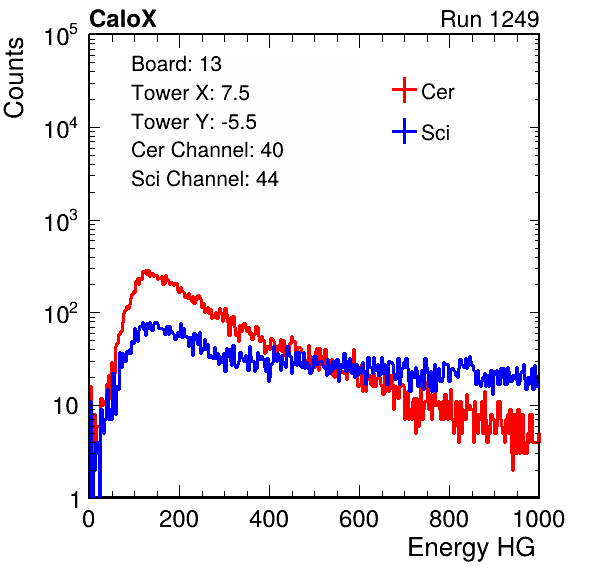 CaloX Run 1249
Counts
10^5
10^4
10^3
10^2
10
1
Board: 13
Tower X: 7.5
Tower Y: -5.5
Cer Channel: 40
Sci Channel: 44
Cer
Sci
0 200 400 600 800 1000
Energy HG